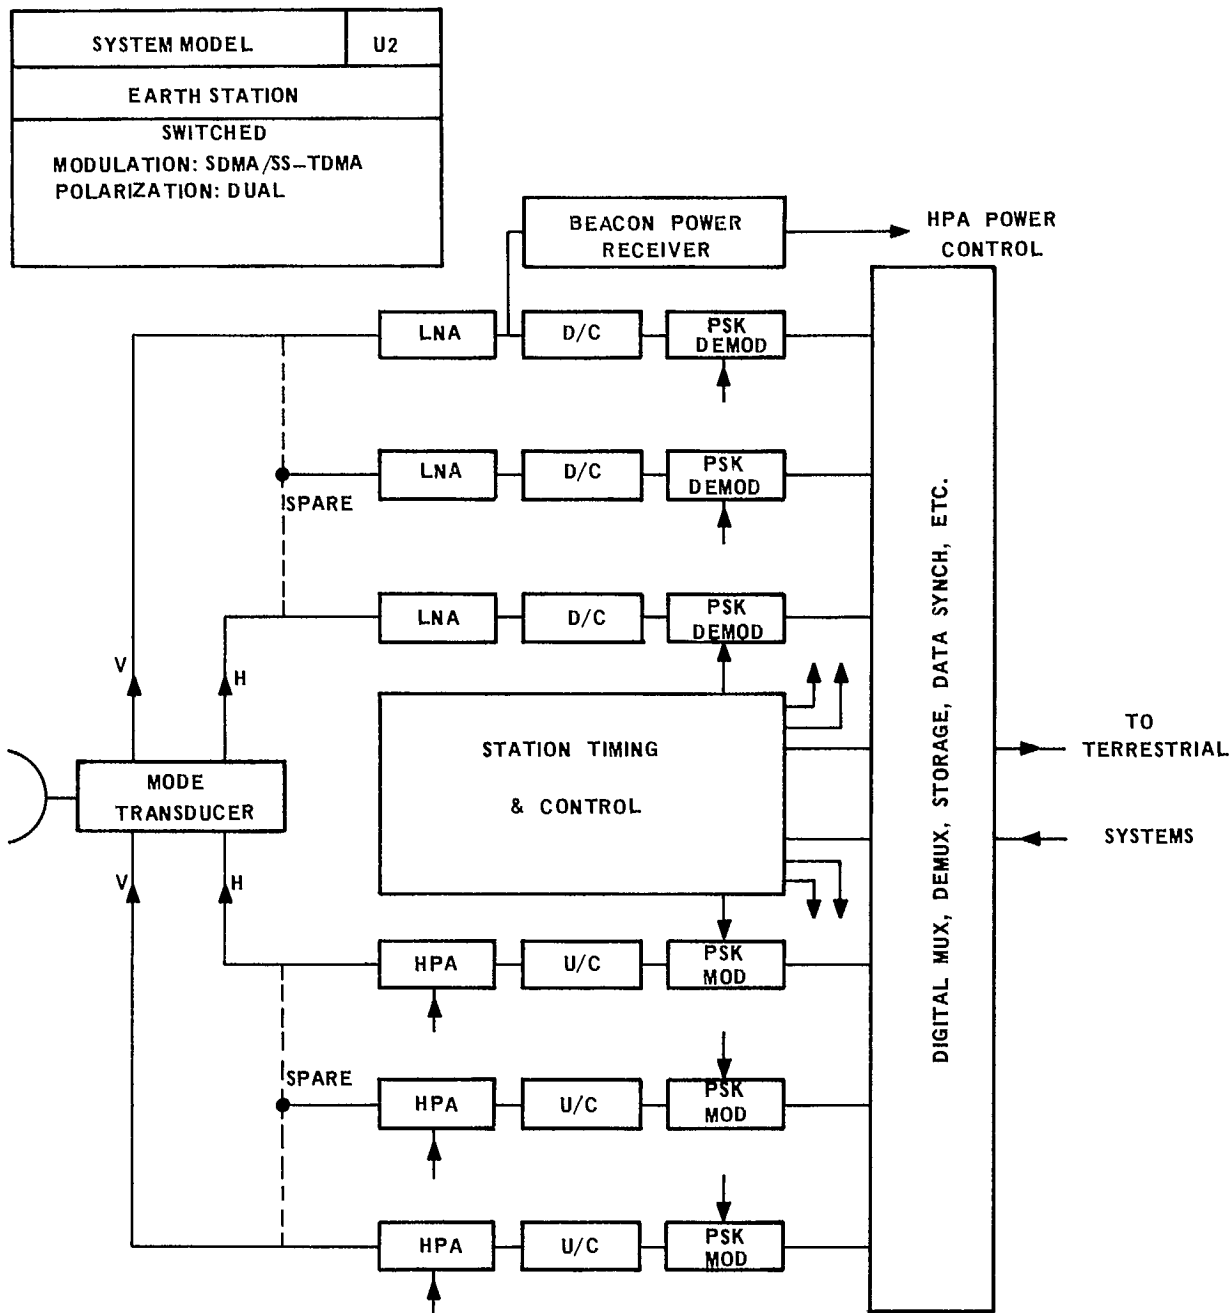 SYSTEM MODEL
U2
EARTH STATION
SWITCHED
MODULATION: SDMA/SS-TDMA
POLARIZATION: DUAL
BEACON POWER
RECEIVER
HPA POWER
CONTROL
LNA
D/C
PSK
DEMOD
LNA
D/C
PSK
DEMOD
SPARE
LNA
D/C
PSK
DEMOD
V
H
STATION TIMING
& CONTROL
MODE
TRANSDUCER
V
H
DIGITAL MUX, DEMUX, STORAGE, DATA SYNCH, ETC.
TO
TERRESTRIAL
SYSTEMS
HPA
U/C
PSK
MOD
SPARE
HPA
U/C
PSK
MOD
HPA
U/C
PSK
MOD